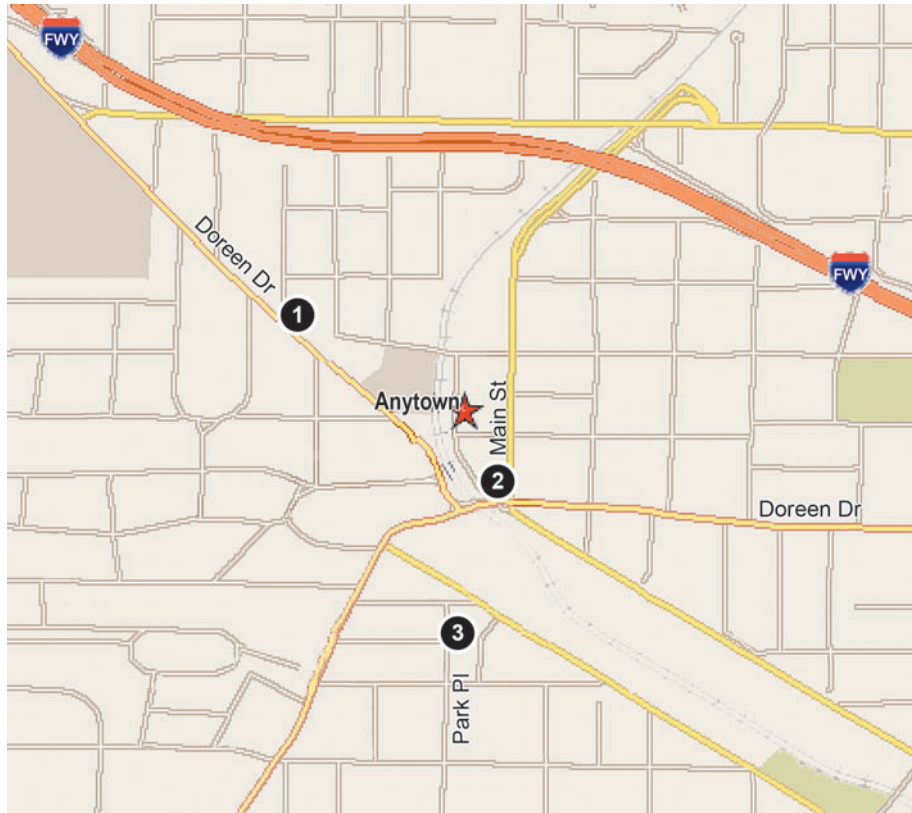 FWY
Doreen Dr
FWY
1
Anytown
Main St
2
Doreen Dr
3
Park Pl